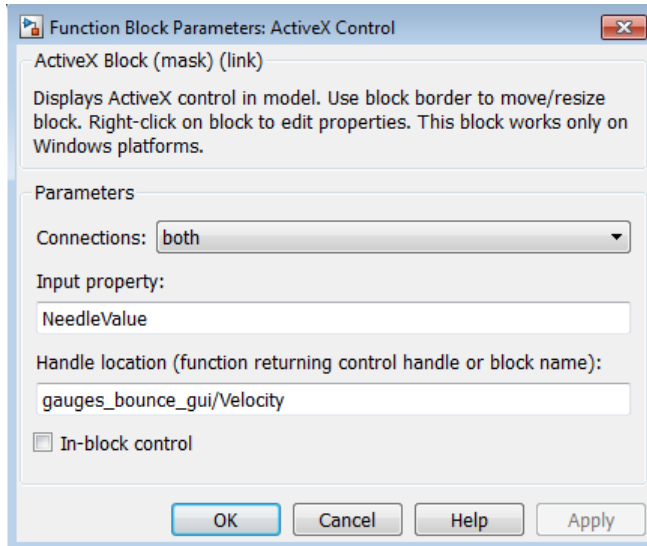 Function Block Parameters: ActiveX Control
ActiveX Block (mask) (link)
Displays ActiveX control in model. Use block border to move/resize
block. Right-click on block to edit properties. This block works only on
Windows platforms.
Parameters
Connections: both
Input property:
NeedleValue
Handle location (function returning control handle or block name):
gauges_bounce_gui/Velocity
In-block control
OK Cancel Help Apply